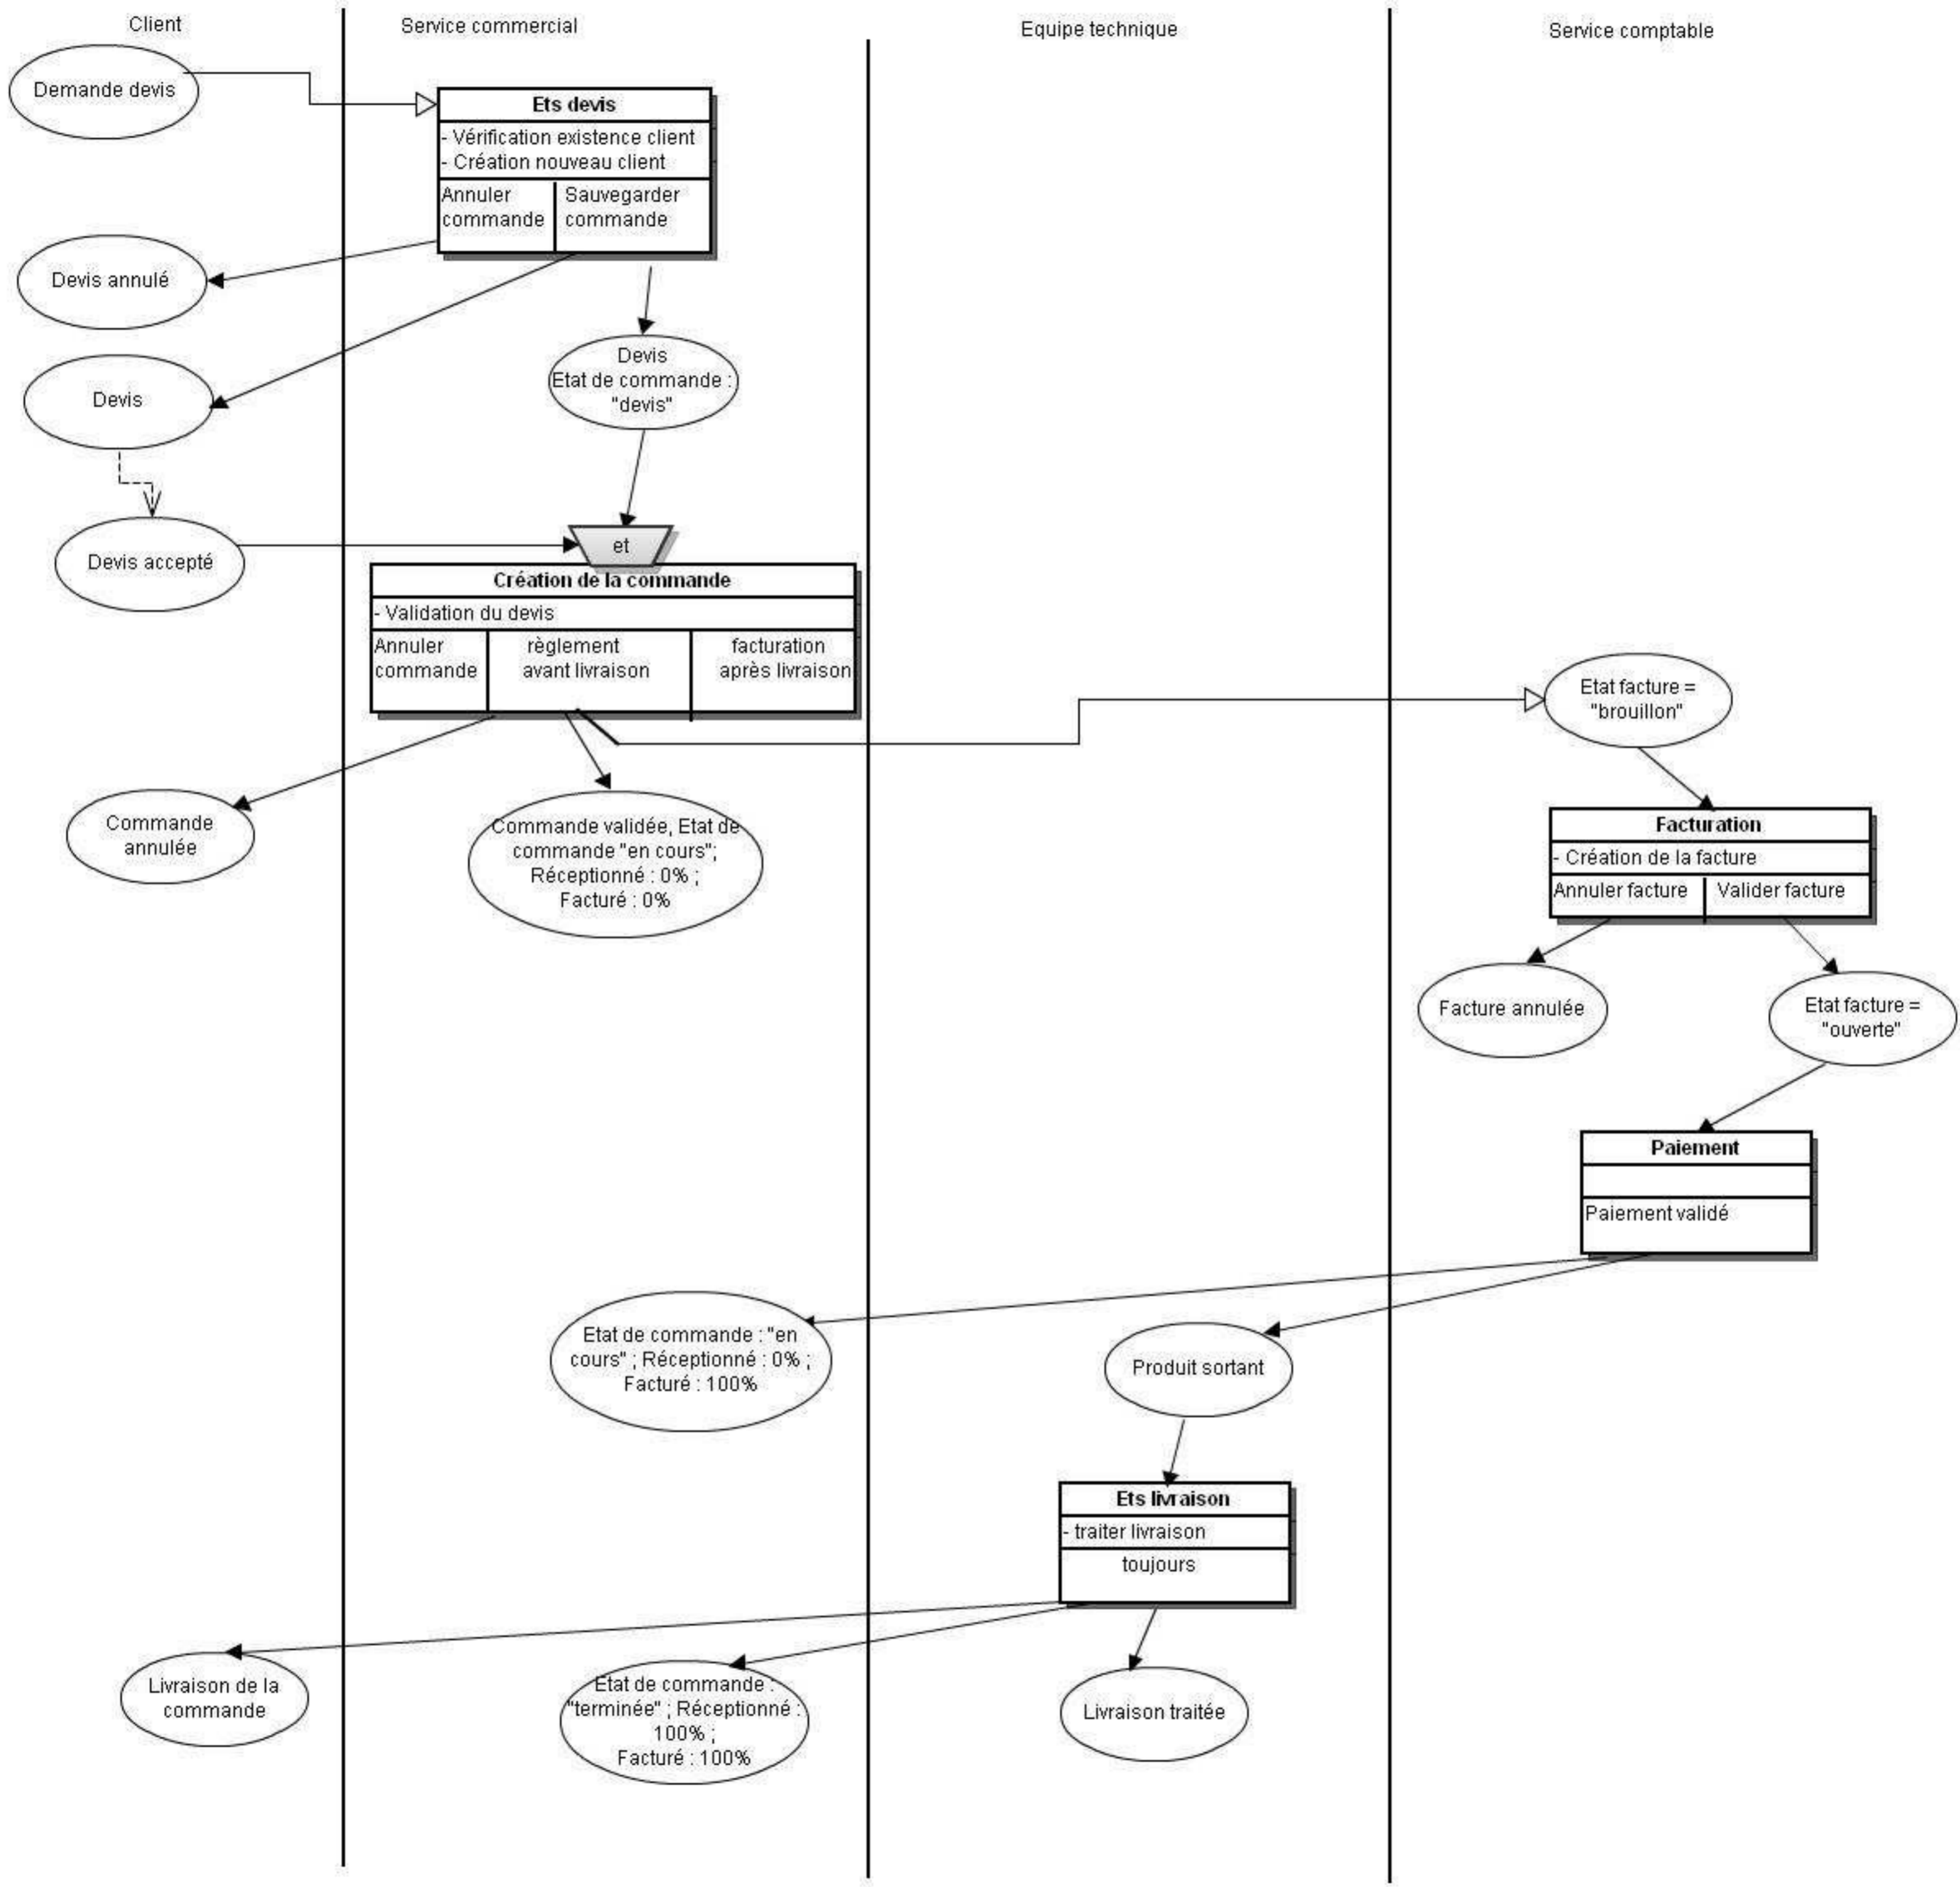 Client
Service commercial
Equipe technique
Service comptable
Demande devis
Ets devis
- Vérification existence client
- Création nouveau client
Annuler
commande
Sauvegarder
commande
Devis annulé
Devis
Devis
Etat de commande :
"devis"
Devis accepté
et
Création de la commande
- Validation du devis
Annuler
commande
règlement
avant livraison
facturation
après livraison
Etat facture =
"brouillon"
Commande
annulée
Commande validée, Etat de
commande "en cours";
Réceptionné : 0% ;
Facturé : 0%
Facturation
- Création de la facture
Annuler facture
Valider facture
Facture annulée
Etat facture =
"ouverte"
Paiement
Paiement validé
Etat de commande : "en
cours" ; Réceptionné : 0% ;
Facturé : 100%
Produit sortant
Ets livraison
- traiter livraison
toujours
Livraison de la
commande
Etat de commande :
"terminée" ; Réceptionné :
100% ;
Facturé : 100%
Livraison traitée